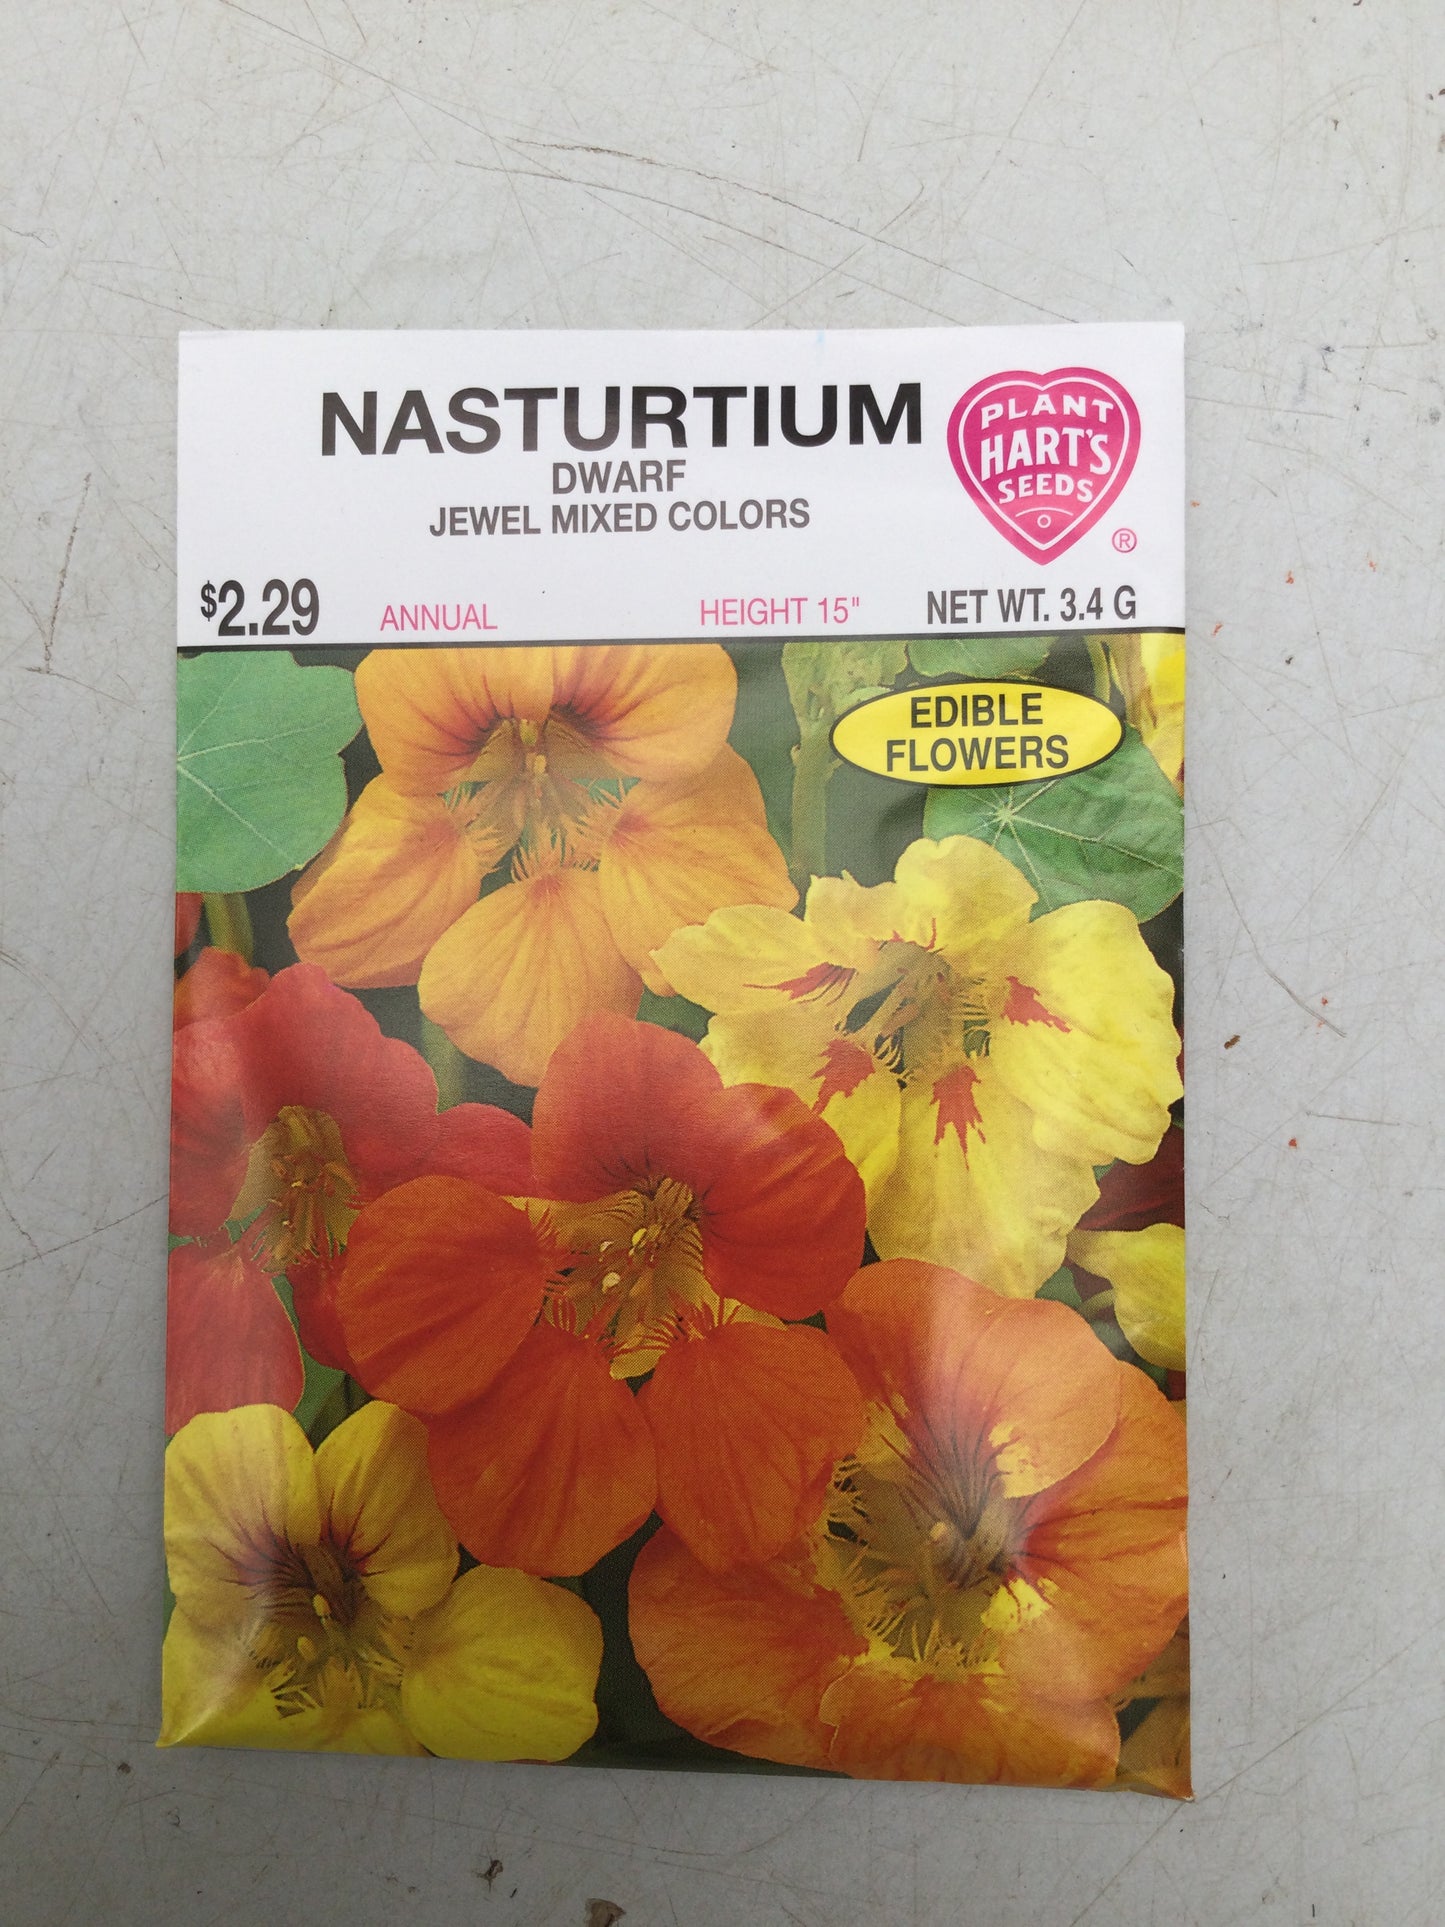 NASTURTIUM
DWARF
JEWEL MIXED COLORS
PLANT
HART'S
SEEDS
®
$2.29 ANNUAL HEIGHT 15" NET WT. 3.4 G
EDIBLE
FLOWERS